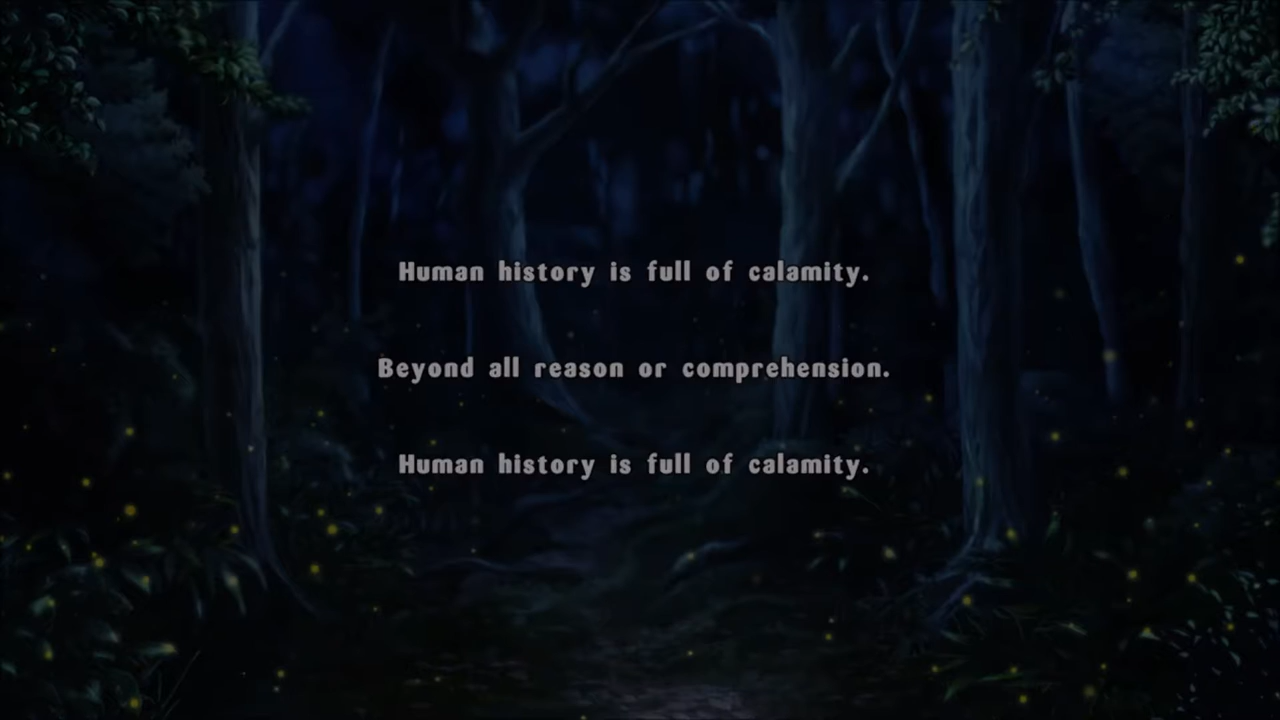 Human history is full of calamity.
Beyond all reason or comprehension.
Human history is full of calamity.